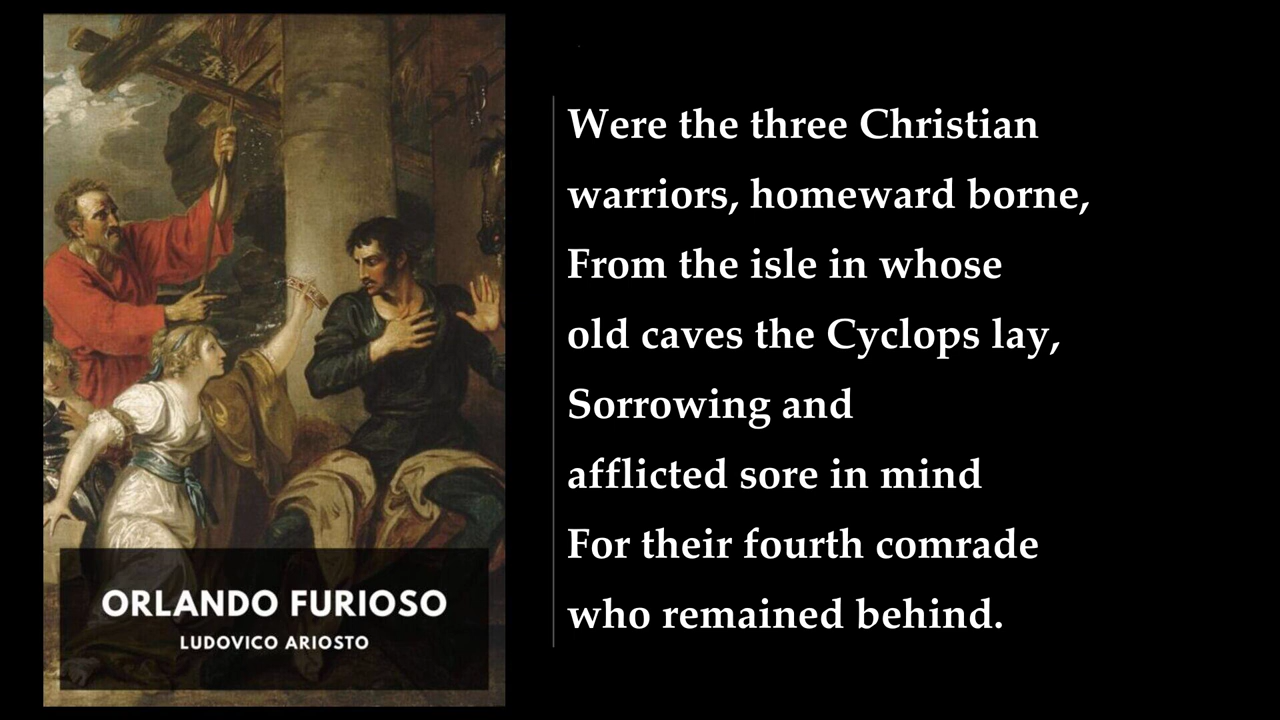 ORLANDO FURIOSO
LUDOVICO ARIOSTO
Were the three Christian
warriors, homeward borne,
From the isle in whose
old caves the Cyclops lay,
Sorrowing and
afflicted sore in mind
For their fourth comrade
who remained behind.